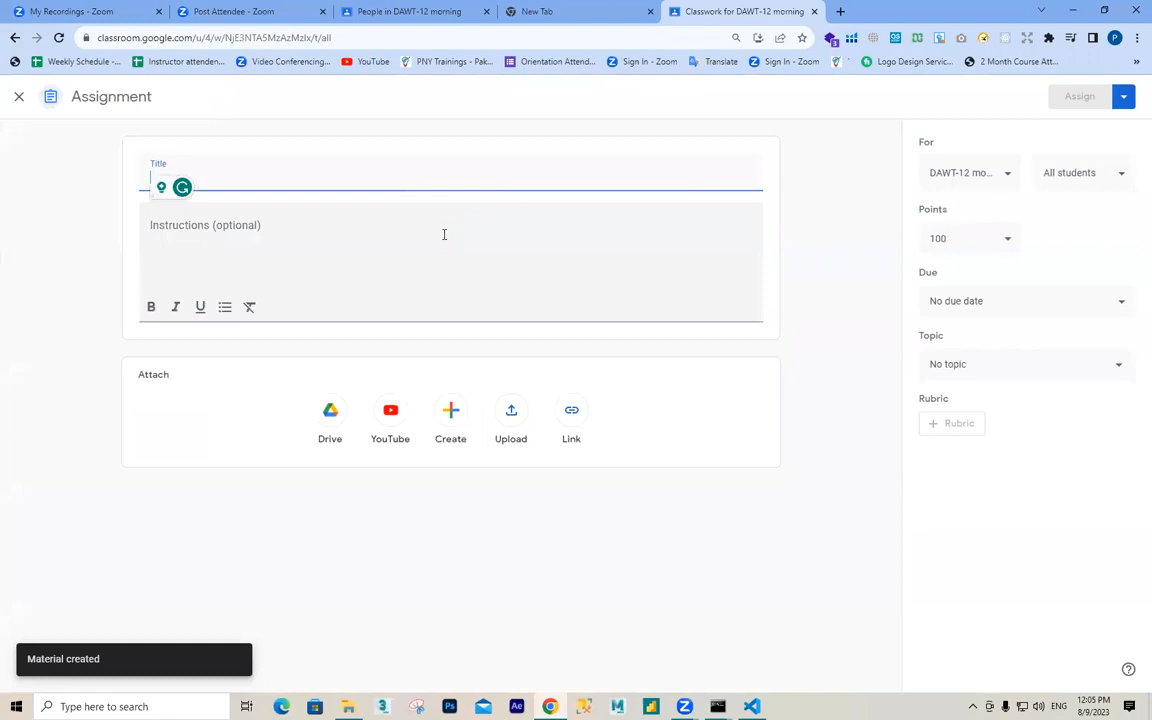 My Recordings - Zoom
Post Attendee - Zoom
People in DAWT-12 morning
New Tab
Classwork for DAWT-12 morning
classroom.google.com/u/4/w/NjE3NTA5MzAzMzIx/t/all
Weekly Schedule -...
Instructor attenden...
Video Conferencing...
YouTube
PNY Trainings - Pak...
Orientation Attend...
Sign In - Zoom
Translate
Sign In - Zoom
Logo Design Servic...
2 Month Course Att...
Assignment
Assign
Title
Instructions (optional)
B I U
Attach
Drive
YouTube
Create
Upload
Link
For
DAWT-12 mo...
All students
Points
100
Due
No due date
Topic
No topic
Rubric
+ Rubric
Material created
Type here to search
ENG
12:05 PM
8/9/2023